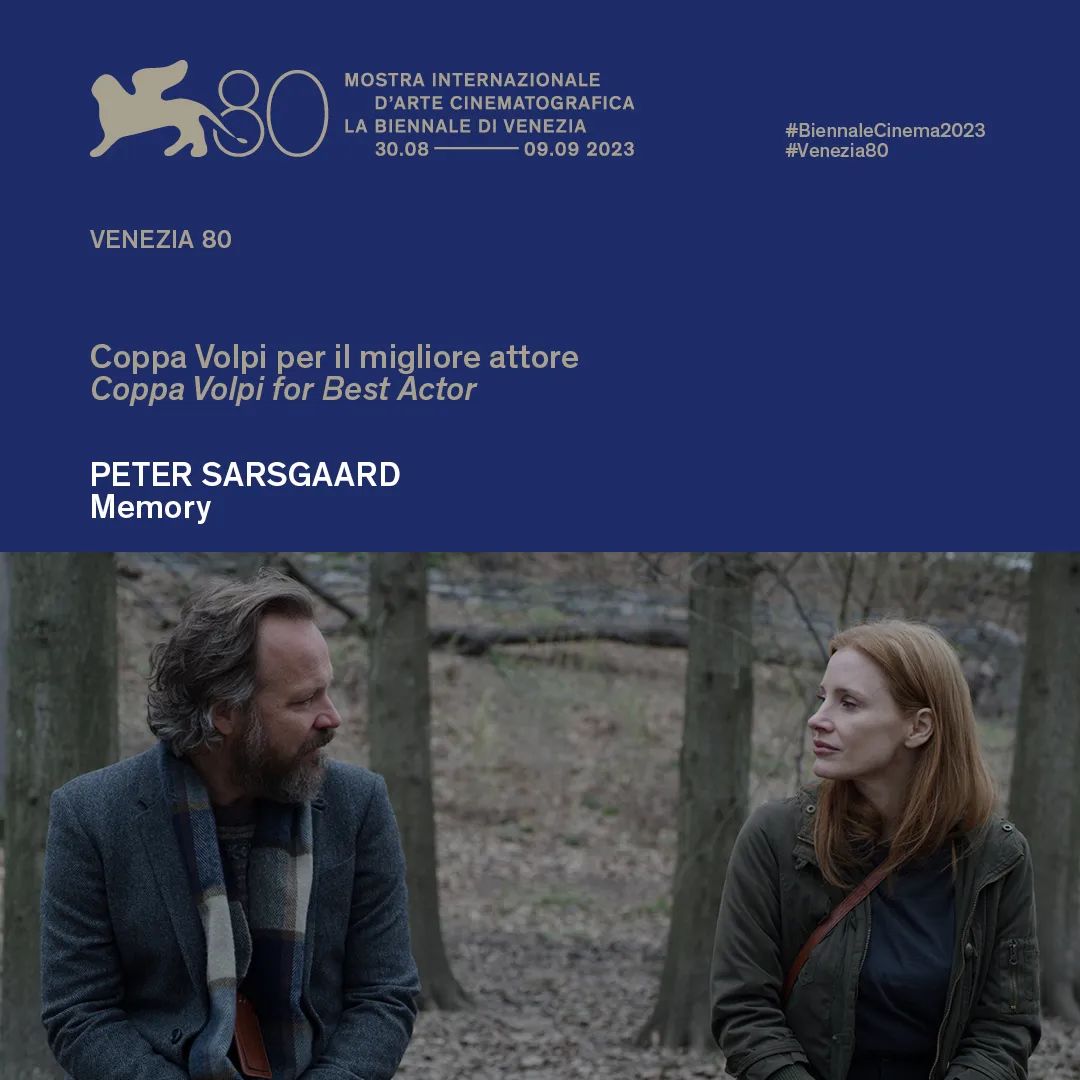 80
MOSTRA INTERNAZIONALE
D'ARTE CINEMATOGRAFICA
LA BIENNALE DI VENEZIA
30.08 — 09.09 2023
#BiennaleCinema2023
#Venezia80
VENEZIA 80
Coppa Volpi per il migliore attore
Coppa Volpi for Best Actor
PETER SARSGAARD
Memory